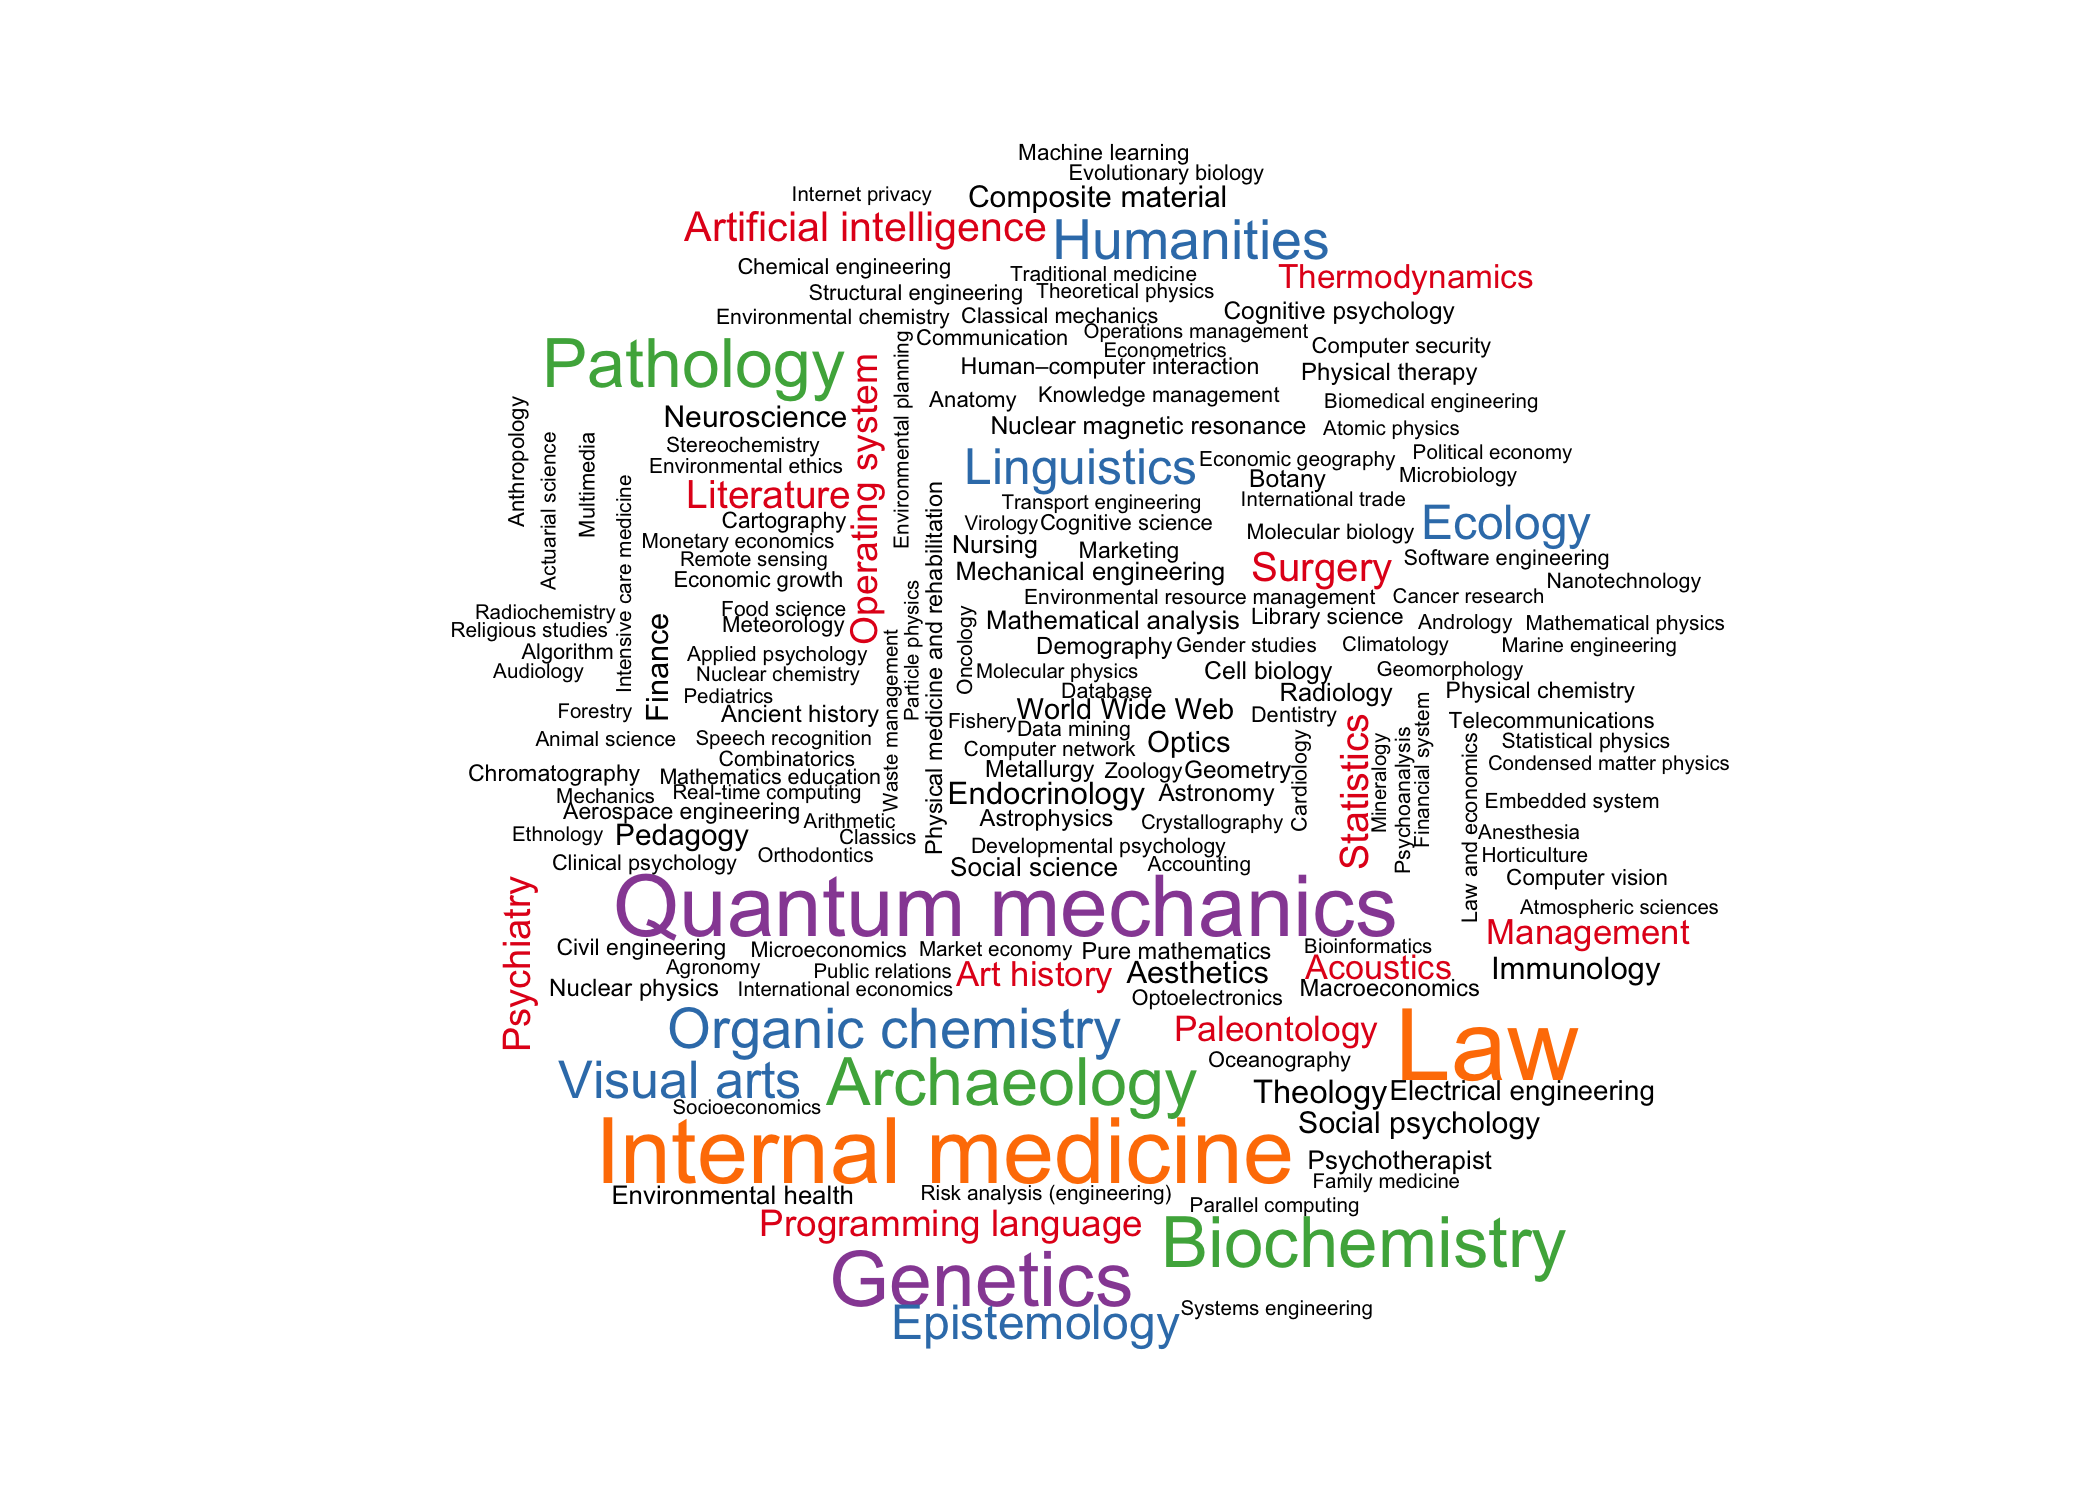 Machine learning
Evolutionary biology
Internet privacy
Composite material
Artificial intelligence
Humanities
Chemical engineering
Traditional medicine
Thermodynamics
Structural engineering
Theoretical physics
Environmental chemistry
Classical mechanics
Cognitive psychology
Communication
Operations management
Econometrics
Computer security
Pathology
Human–computer interaction
Physical therapy
Operating system
Environmental planning
Anatomy
Knowledge management
Biomedical engineering
Neuroscience
Nuclear magnetic resonance
Atomic physics
Anthropology
Actuarial science
Multimedia
Stereochemistry
Environmental ethics
Linguistics
Economic geography
Political economy
Botany
Microbiology
Literature
Transport engineering
International trade
Intensive care medicine
Physical medicine and rehabilitation
Cartography
Virology
Cognitive science
Molecular biology
Ecology
Monetary economics
Nursing
Marketing
Remote sensing
Software engineering
Economic growth
Mechanical engineering
Surgery
Nanotechnology
Particle physics
Environmental resource management
Cancer research
Radiochemistry
Food science
Oncology
Mathematical analysis
Library science
Andrology
Mathematical physics
Religious studies
Meteorology
Finance
Waste management
Algorithm
Applied psychology
Demography
Gender studies
Climatology
Marine engineering
Audiology
Nuclear chemistry
Molecular physics
Cell biology
Geomorphology
Pediatrics
Database
Radiology
Physical chemistry
Forestry
Ancient history
Fishery
World Wide Web
Dentistry
Financial system
Telecommunications
Animal science
Speech recognition
Data mining
Statistics
Computer network
Optics
Cardiology
Mineralogy
Psychoanalysis
Law and economics
Statistical physics
Combinatorics
Condensed matter physics
Chromatography
Mathematics education
Metallurgy
Zoology
Geometry
Mechanics
Real-time computing
Endocrinology
Astronomy
Embedded system
Aerospace engineering
Arithmetic
Astrophysics
Crystallography
Ethnology
Pedagogy
Classics
Anesthesia
Clinical psychology
Orthodontics
Developmental psychology
Horticulture
Social science
Accounting
Computer vision
Quantum mechanics
Atmospheric sciences
Psychiatry
Management
Civil engineering
Microeconomics
Market economy
Pure mathematics
Bioinformatics
Agronomy
Public relations
Art history
Aesthetics
Acoustics
Immunology
Nuclear physics
International economics
Optoelectronics
Macroeconomics
Organic chemistry
Paleontology
Law
Oceanography
Visual arts
Archaeology
Theology
Electrical engineering
Socioeconomics
Social psychology
Internal medicine
Psychotherapist
Family medicine
Environmental health
Risk analysis (engineering)
Parallel computing
Programming language
Biochemistry
Genetics
Epistemology
Systems engineering